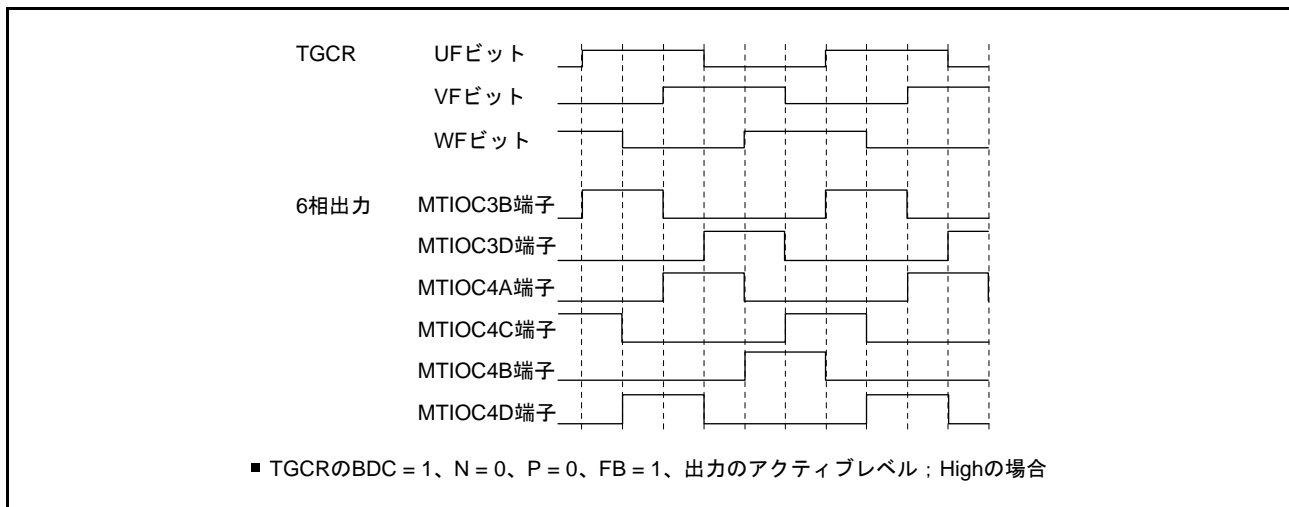 TGCR UFビット
VFビット
WFビット
6相出力 MTIOC3B端子
MTIOC3D端子
MTIOC4A端子
MTIOC4C端子
MTIOC4B端子
MTIOC4D端子
■ TGCRのBDC = 1、N = 0、P = 0、FB = 1、出力のアクティブレベル ; Highの場合